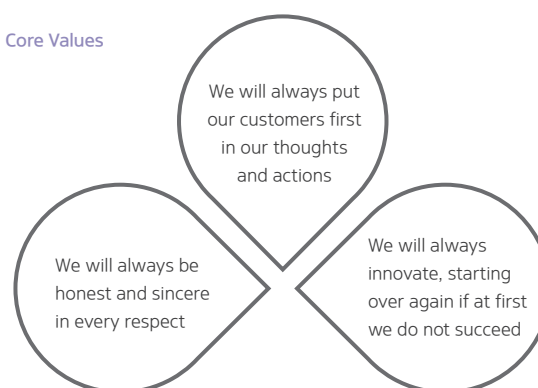 Core Values
We will always put
our customers first
in our thoughts
and actions
We will always be
honest and sincere
in every respect
We will always
innovate, starting
over again if at first
we do not succeed